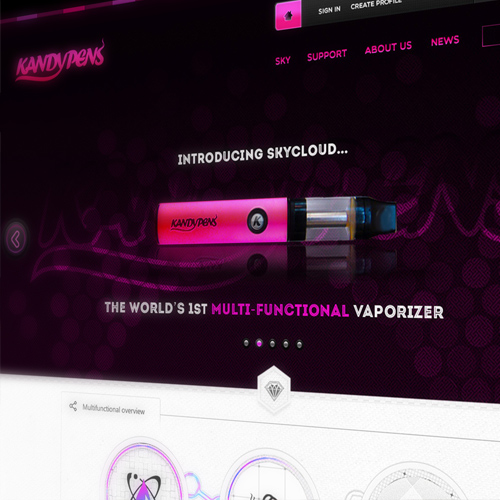 SIGN IN
CREATE PROFILE
KANDYPENS
SKY
SUPPORT
ABOUT US
NEWS
INTRODUCING SKYCLOUD...
KANDYPENS
K
THE WORLD'S 1ST MULTI-FUNCTIONAL VAPORIZER
Multifunctional overview